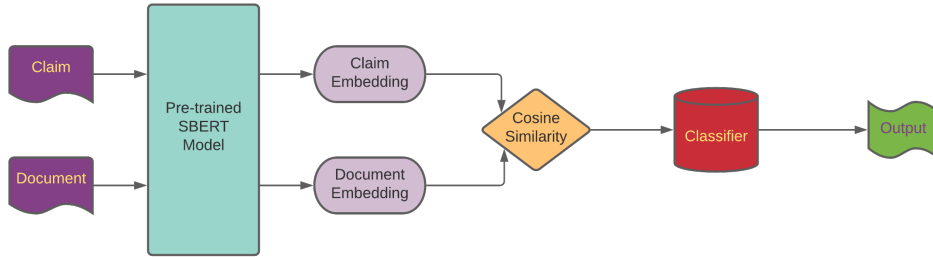 Claim
Document
Pre-trained
SBERT
Model
Claim
Embedding
Document
Embedding
Cosine
Similarity
Classifier
Output